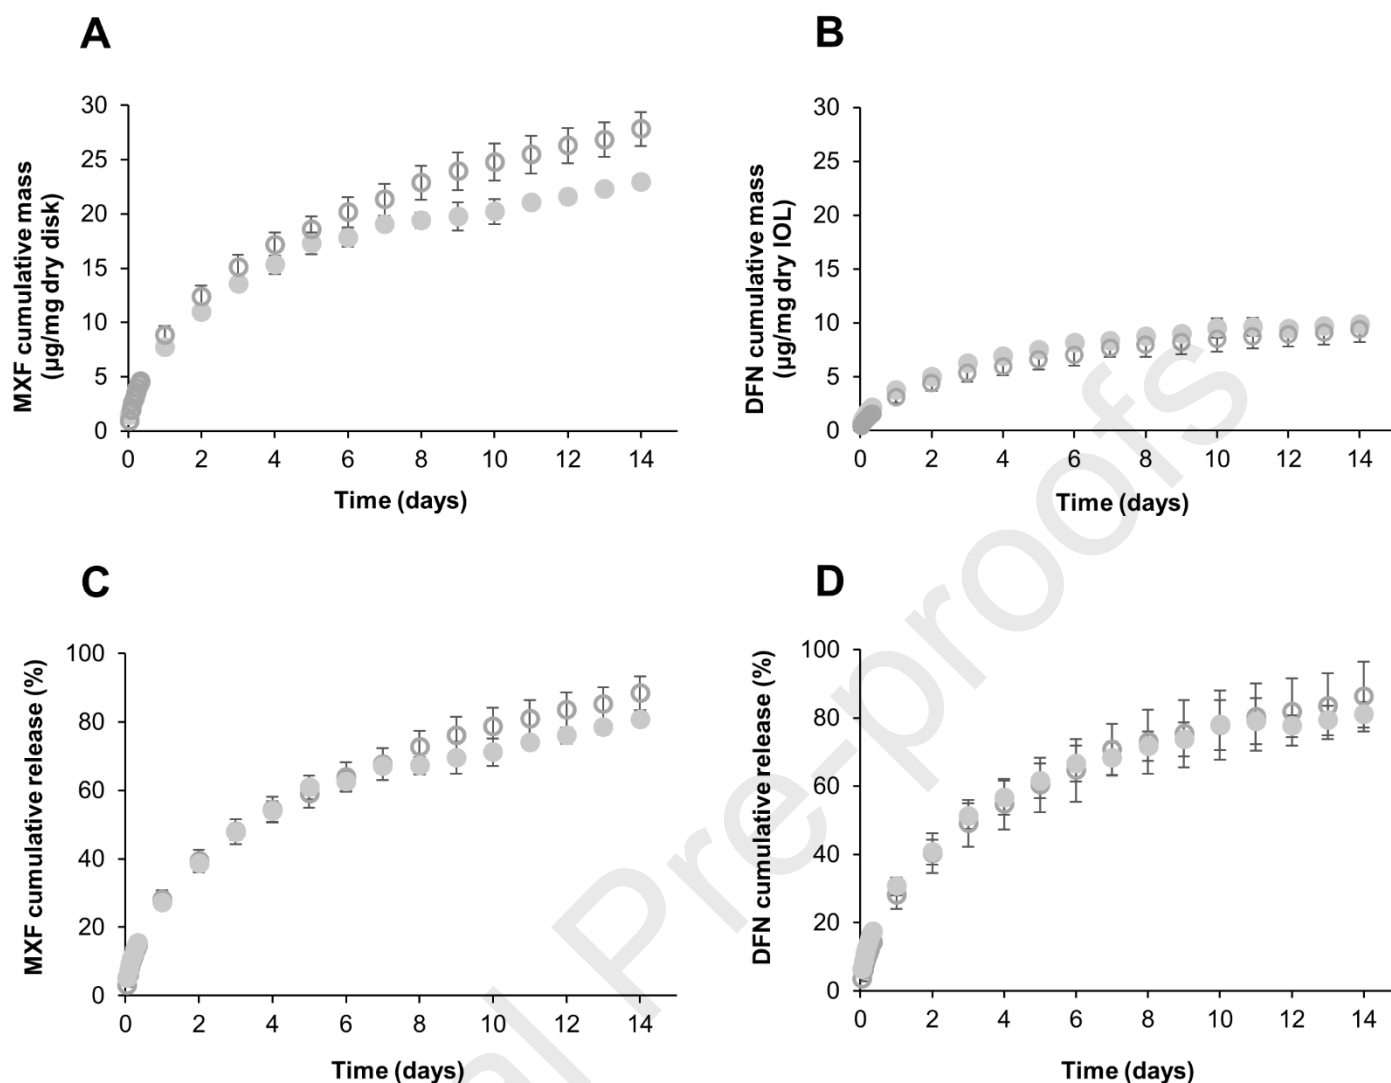 A
B
30
25
20
15
10
5
0
MXF cumulative mass
(µg/mg dry disk)
0 2 4 6 8 10 12 14
Time (days)
30
25
20
15
10
5
0
DFN cumulative mass
(µg/mg dry IOL)
0 2 4 6 8 10 12 14
Time (days)
C
D
100
80
60
40
20
0
MXF cumulative release (%)
0 2 4 6 8 10 12 14
Time (days)
100
80
60
40
20
0
DFN cumulative release (%)
0 2 4 6 8 10 12 14
Time (days)
Pre-proofs